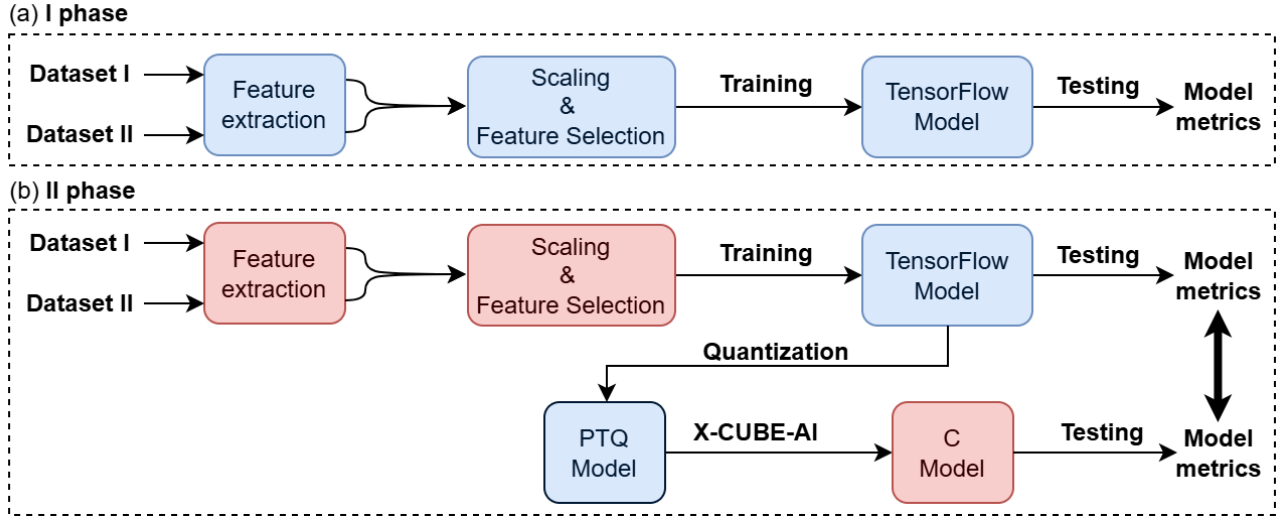 (a) I phase
Dataset I
Dataset II
Feature
extraction
Scaling
&
Feature Selection
Training
TensorFlow
Model
Testing
Model
metrics
(b) II phase
Dataset I
Dataset II
Feature
extraction
Scaling
&
Feature Selection
Training
TensorFlow
Model
Testing
Model
metrics
Quantization
PTQ
Model
X-CUBE-AI
C
Model
Testing
Model
metrics